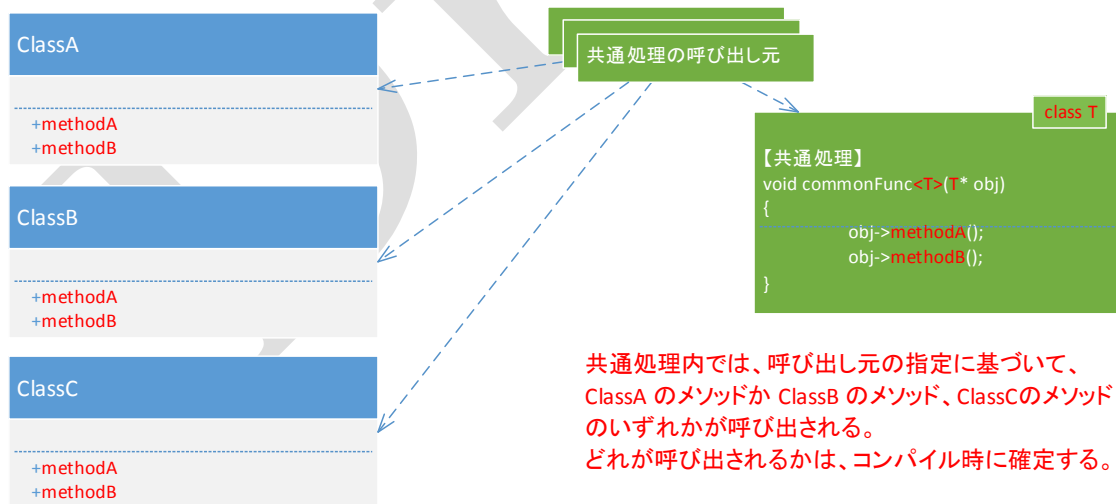 ClassA
+methodA
+methodB
ClassB
+methodA
+methodB
ClassC
+methodA
+methodB
共通処理の呼び出し元
class T
【共通処理】
void commonFunc<T>(T* obj)
{
obj->methodA();
obj->methodB();
}
共通処理内では、呼び出し元の指定に基づいて、
ClassA のメソッドか ClassB のメソッド、ClassCのメソッド
のいずれかが呼び出される。
どれが呼び出されるかは、コンパイル時に確定する。